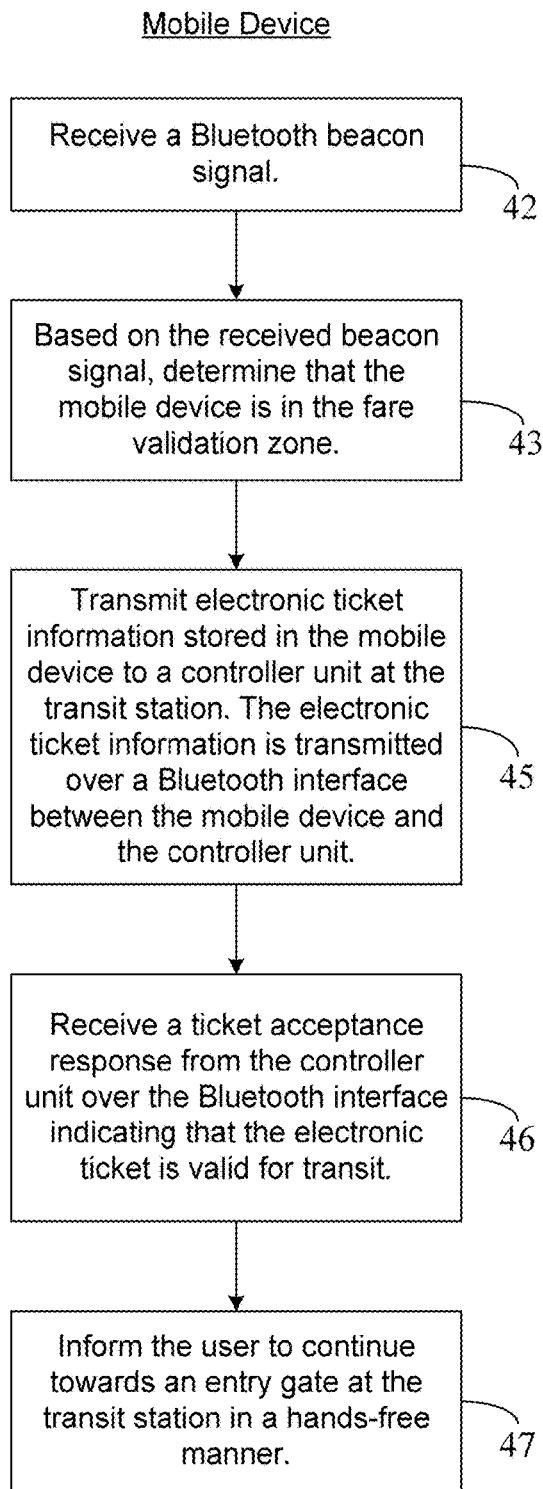 Mobile Device
Receive a Bluetooth beacon
signal.
42
Based on the received beacon
signal, determine that the
mobile device is in the fare
validation zone.
43
Transmit electronic ticket
information stored in the mobile
device to a controller unit at the
transit station. The electronic
ticket information is transmitted
over a Bluetooth interface
between the mobile device and
the controller unit.
45
Receive a ticket acceptance
response from the controller
unit over the Bluetooth interface
indicating that the electronic
ticket is valid for transit.
46
Inform the user to continue
towards an entry gate at the
transit station in a hands-free
manner.
47